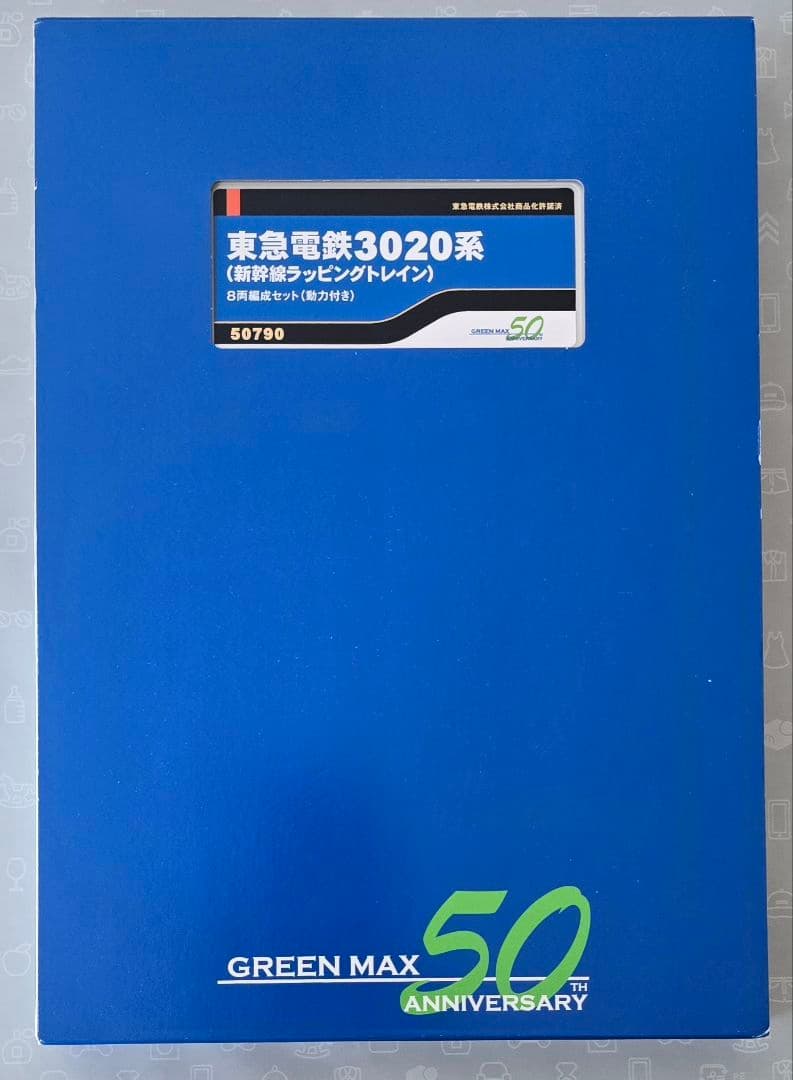 東急電鉄株式会社商品化許諾済
東急電鉄3020系
(新幹線ラッピングトレイン)
8両編成セット(動力付き)
50790
GREEN MAX 50
ANNIVERSARY
GREEN MAX 50TH
ANNIVERSARY